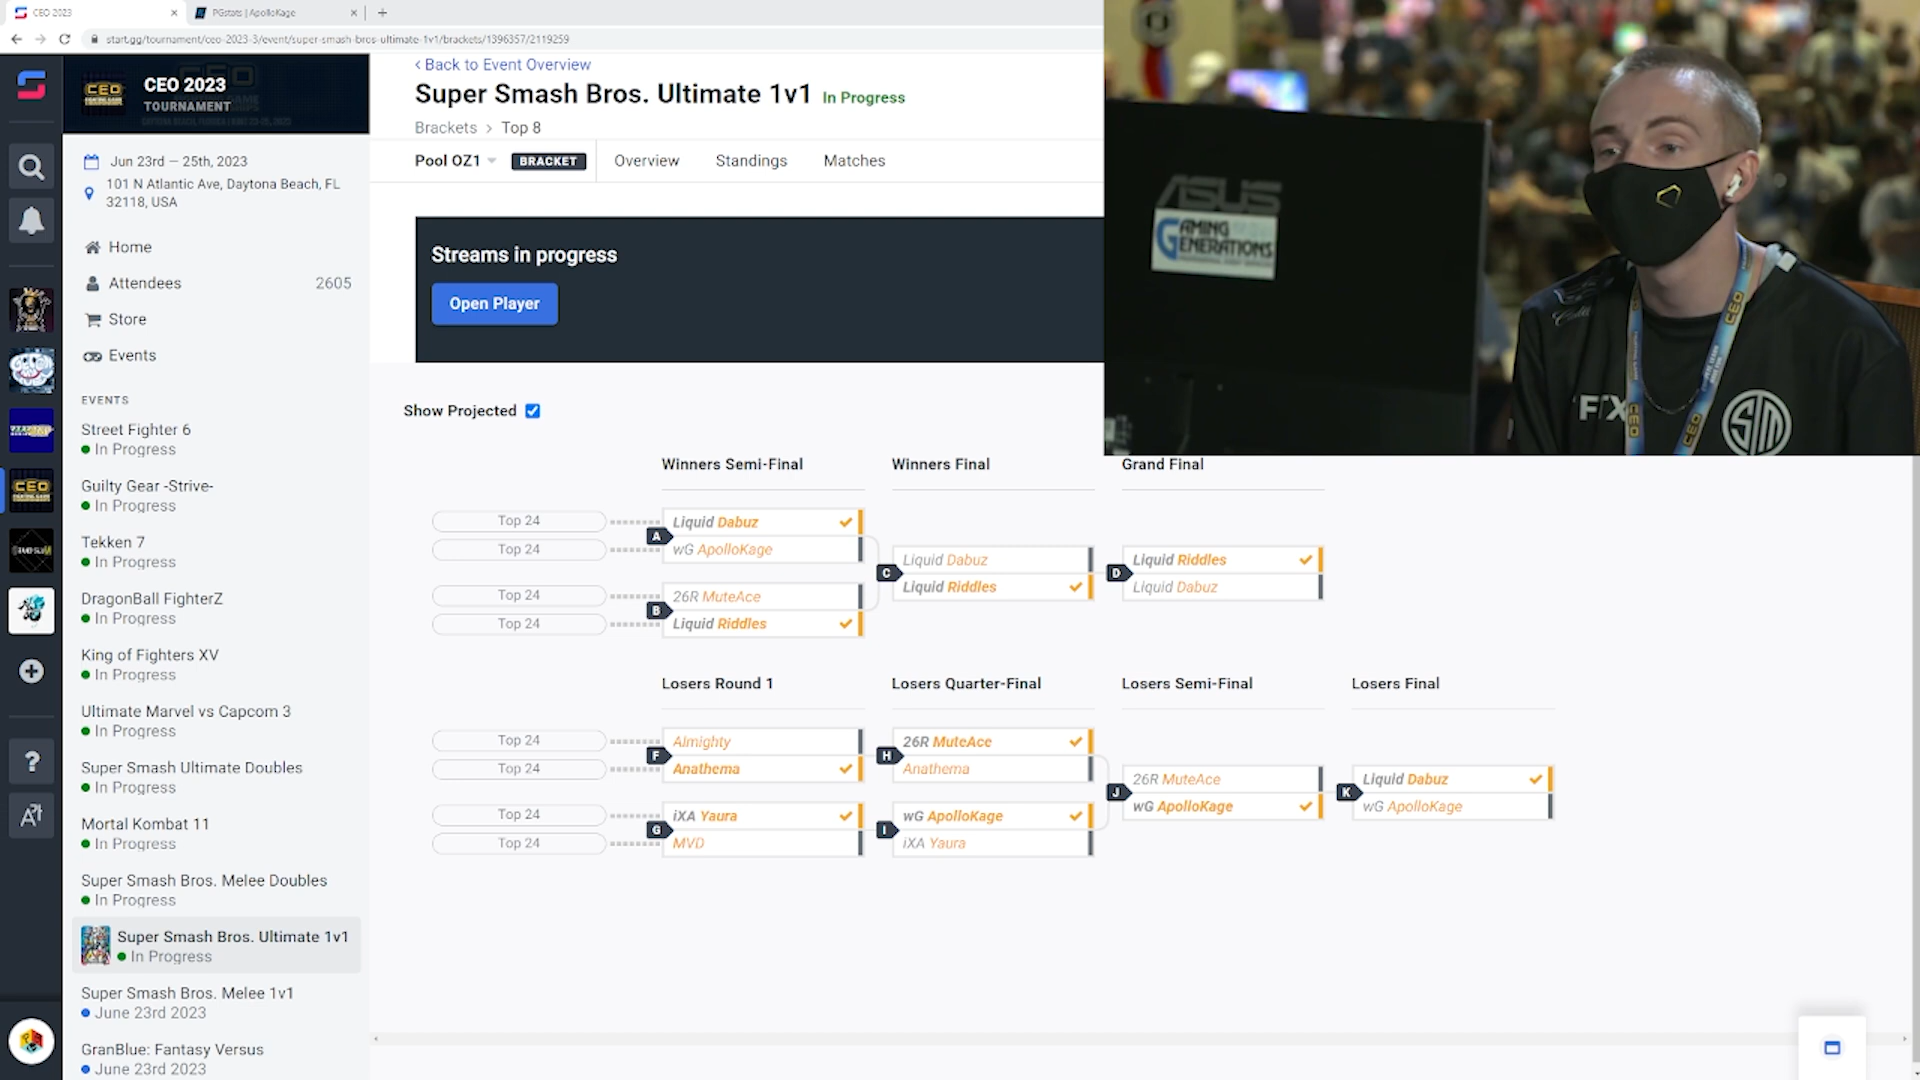 CEO 2023
PGstats | ApolloKage
start.gg/tournament/ceo-2023-3/event/super-smash-bros-ultimate-1v1/brackets/1396357/2119259
CEO
CEO 2023
TOURNAMENT
Jun 23rd — 25th, 2023
101 N Atlantic Ave, Daytona Beach, FL
32118, USA
Home
Attendees 2605
Store
Events
EVENTS
Street Fighter 6
In Progress
Guilty Gear -Strive-
In Progress
Tekken 7
In Progress
DragonBall FighterZ
In Progress
King of Fighters XV
In Progress
Ultimate Marvel vs Capcom 3
In Progress
Super Smash Ultimate Doubles
In Progress
Mortal Kombat 11
In Progress
Super Smash Bros. Melee Doubles
In Progress
Super Smash Bros. Ultimate 1v1
In Progress
Super Smash Bros. Melee 1v1
June 23rd 2023
GranBlue: Fantasy Versus
June 23rd 2023
‹ Back to Event Overview
Super Smash Bros. Ultimate 1v1 In Progress
Brackets > Top 8
Pool OZ1 BRACKET Overview Standings Matches
Streams in progress
Open Player
ASUS
GAMING
GENERATIONS
FTX
TSM
CEO
CEO
CEO
Show Projected
Winners Semi-Final Winners Final Grand Final
Top 24
Top 24
A
Liquid Dabuz
wG ApolloKage
Top 24
Top 24
B
26R MuteAce
Liquid Riddles
C
Liquid Dabuz
Liquid Riddles
D
Liquid Riddles
Liquid Dabuz
Losers Round 1 Losers Quarter-Final Losers Semi-Final Losers Final
Top 24
Top 24
F
Almighty
Anathema
Top 24
Top 24
G
iXA Yaura
MVD
H
26R MuteAce
Anathema
I
wG ApolloKage
iXA Yaura
J
26R MuteAce
wG ApolloKage
K
Liquid Dabuz
wG ApolloKage